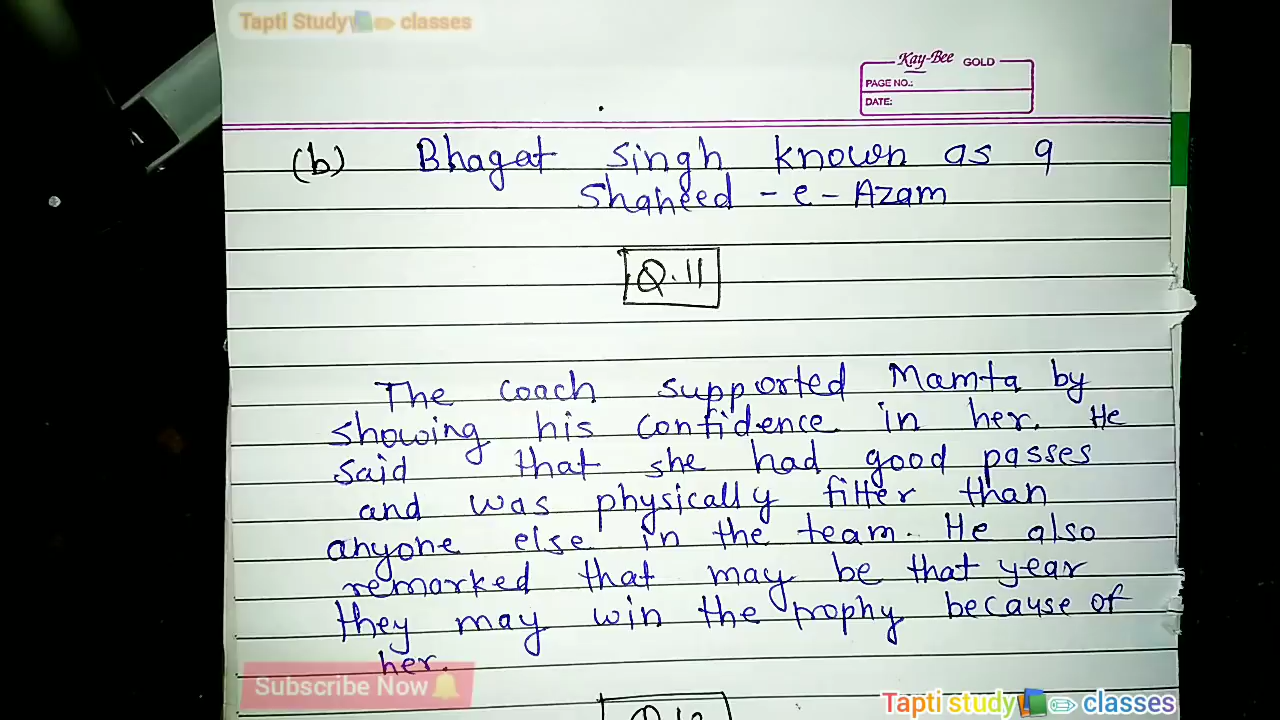 Tapti Study classes
Kay-Bee GOLD
PAGE NO.:
DATE:
(b) Bhagat Singh known as a
Shaheed - e - Azam
Q.11
The coach supported Mamta by
showing his confidence in her. He
said that she had good passes
and was physically fitter than
anyone else in the team. He also
remarked that may be that year
they may win the prophy because of
her.
Subscribe Now
Tapti study classes